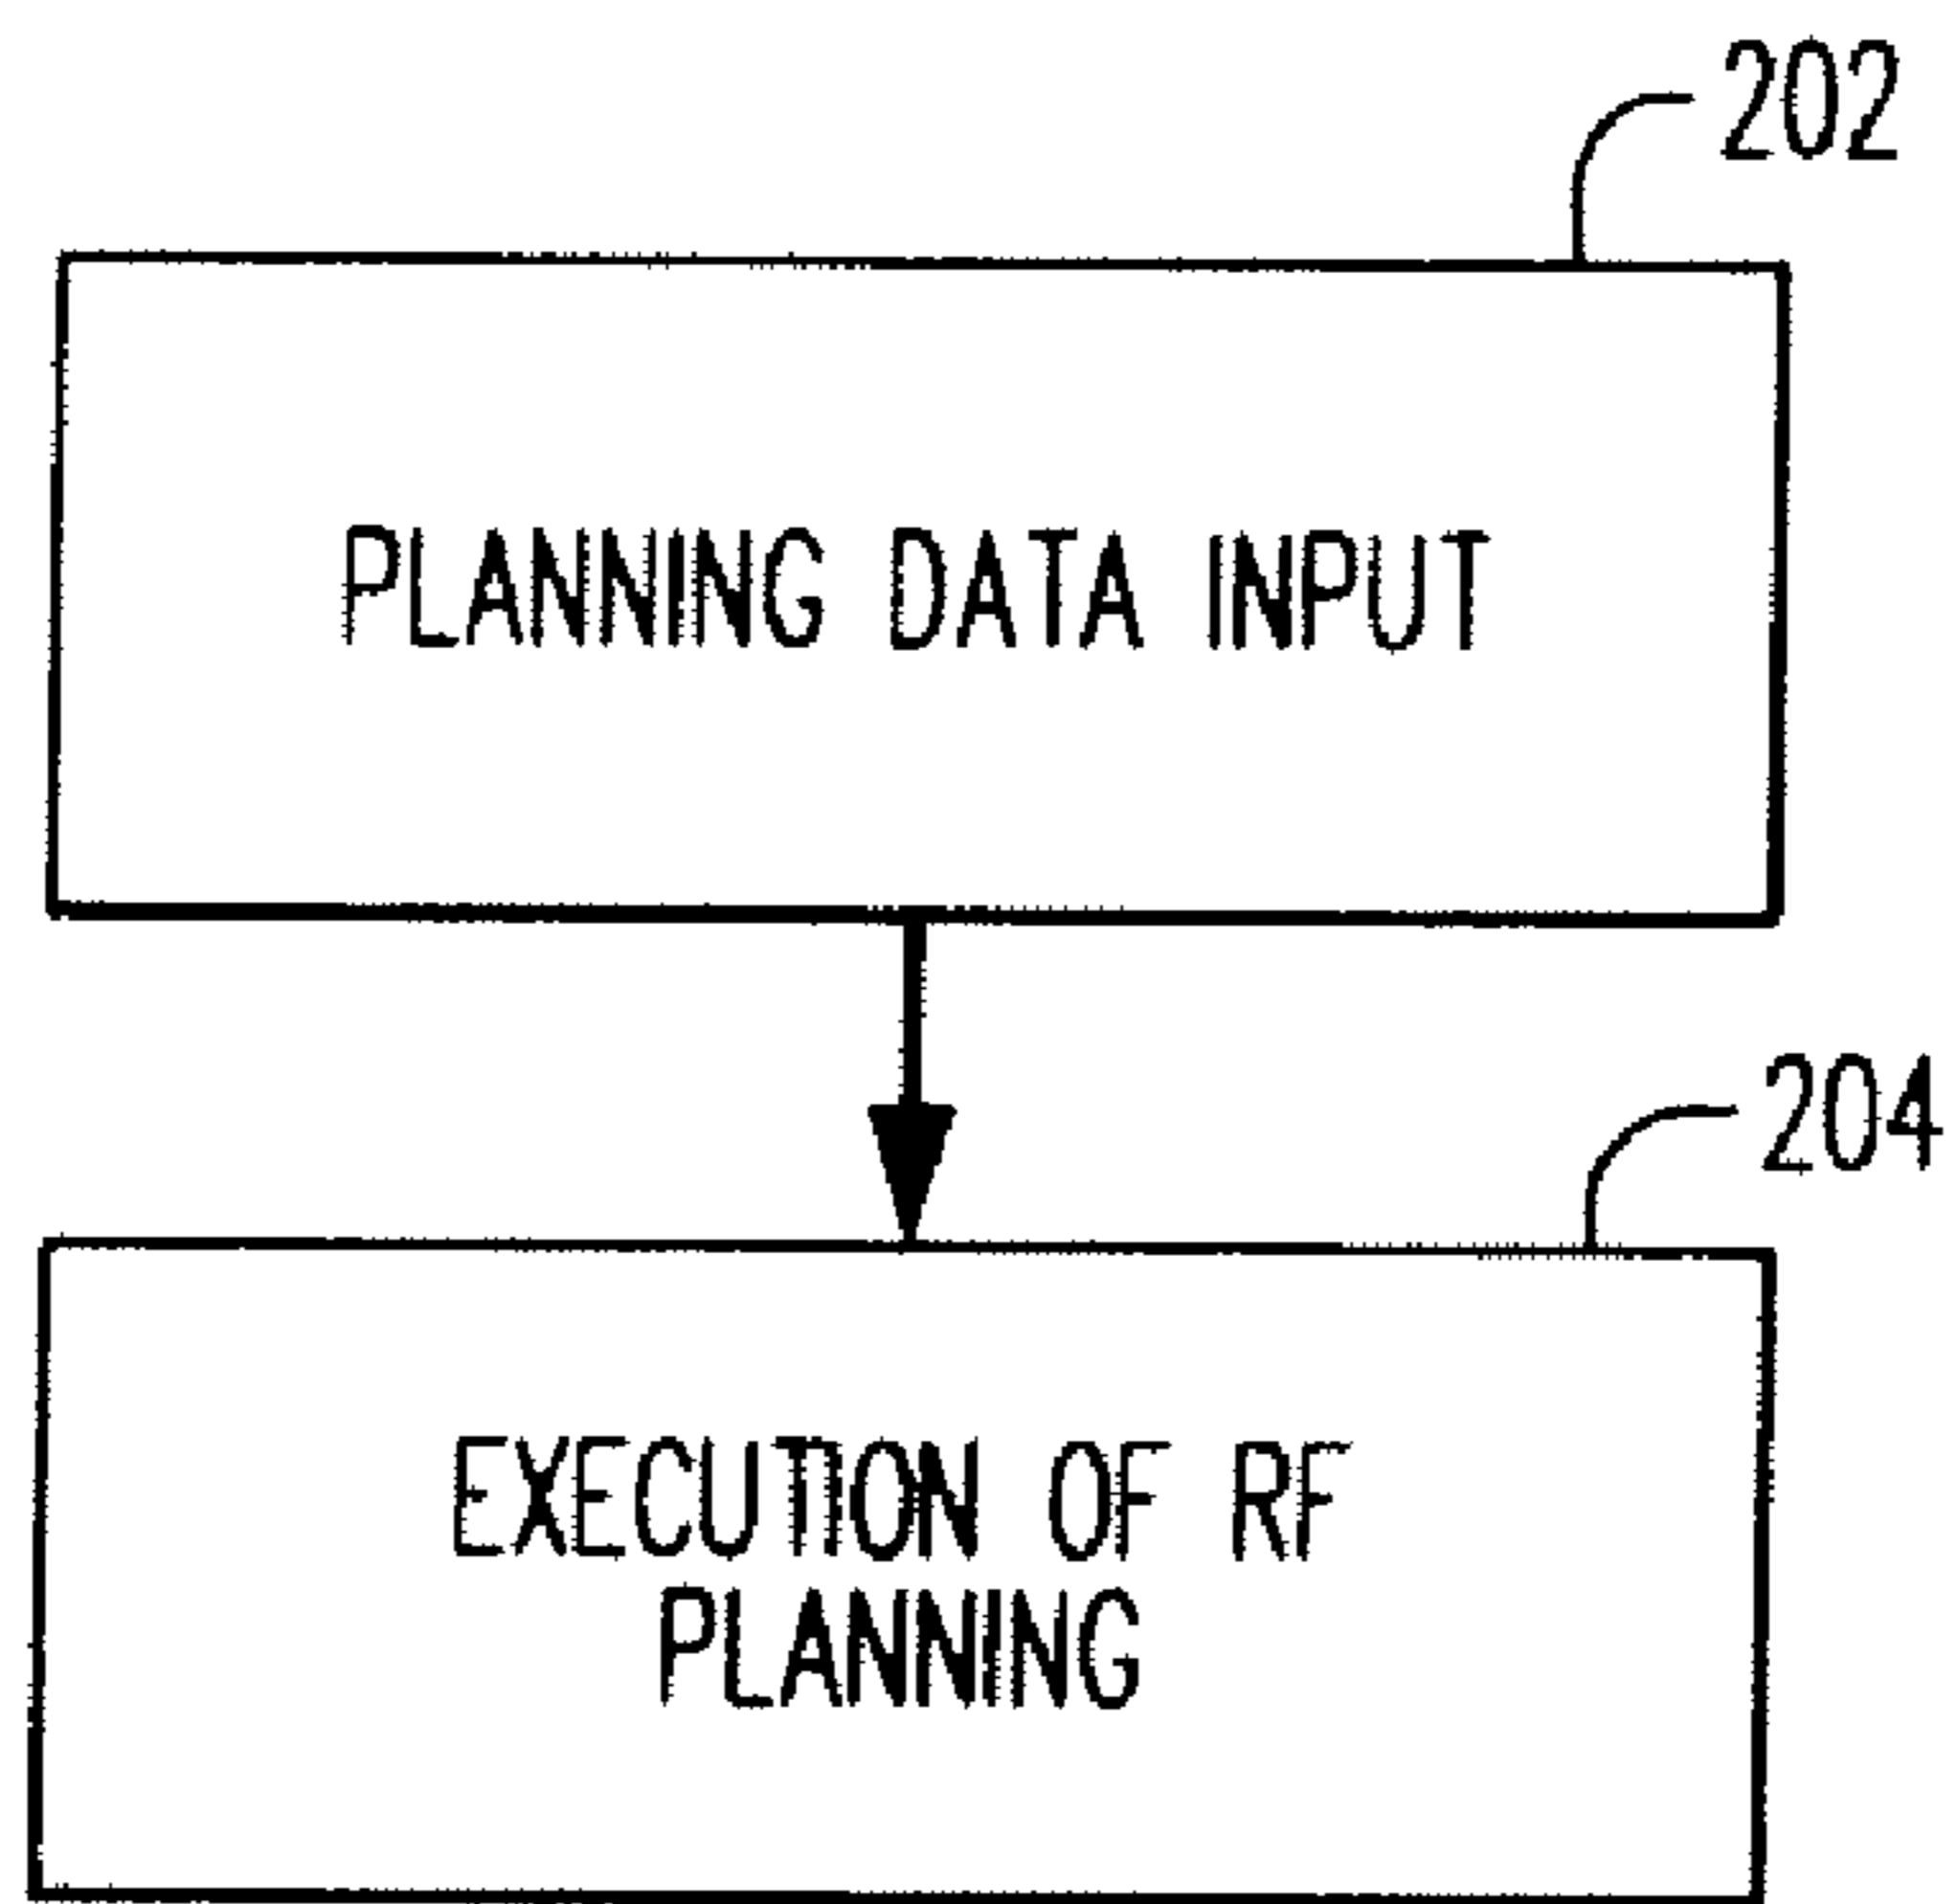 202
PLANNING DATA INPUT
204
EXECUTION OF RF
PLANNING